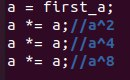 a = first_a;
a *= a;//a^2
a *= a;//a^4
a *= a;//a^8